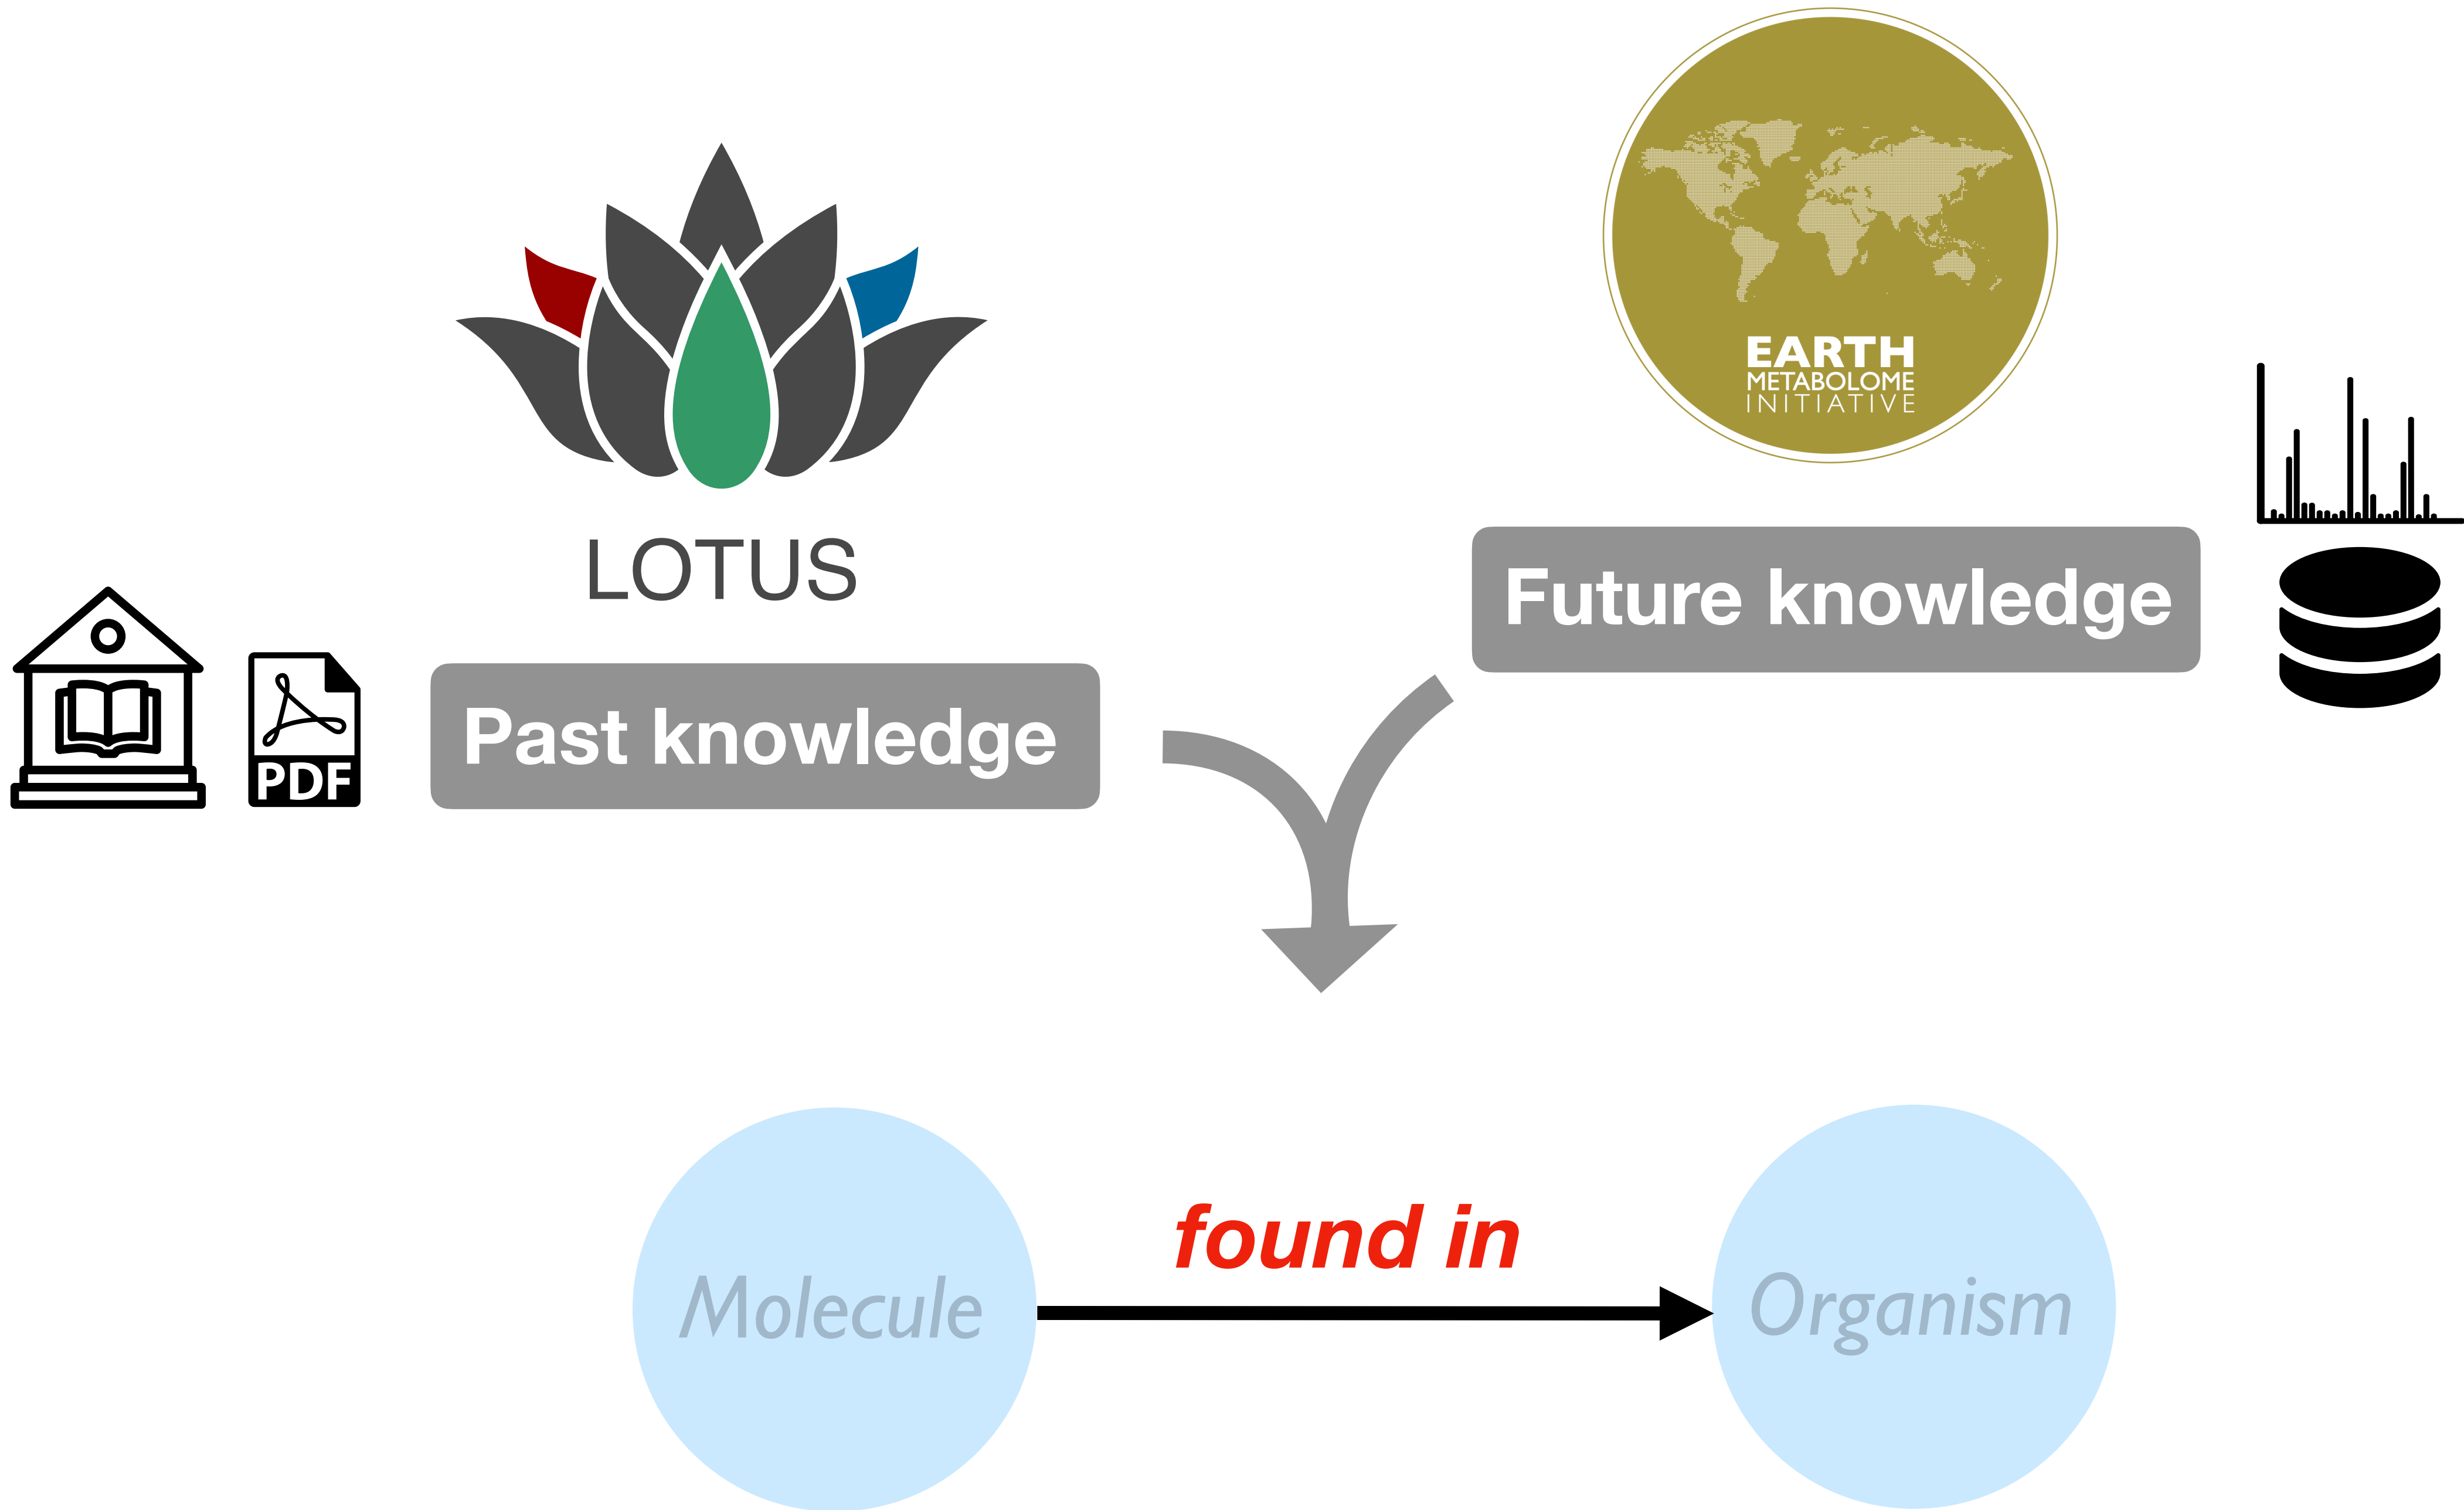 EARTH
METABOLOME
INITIATIVE
LOTUS
Future knowledge
Past knowledge
PDF
found in
Molecule
Organism